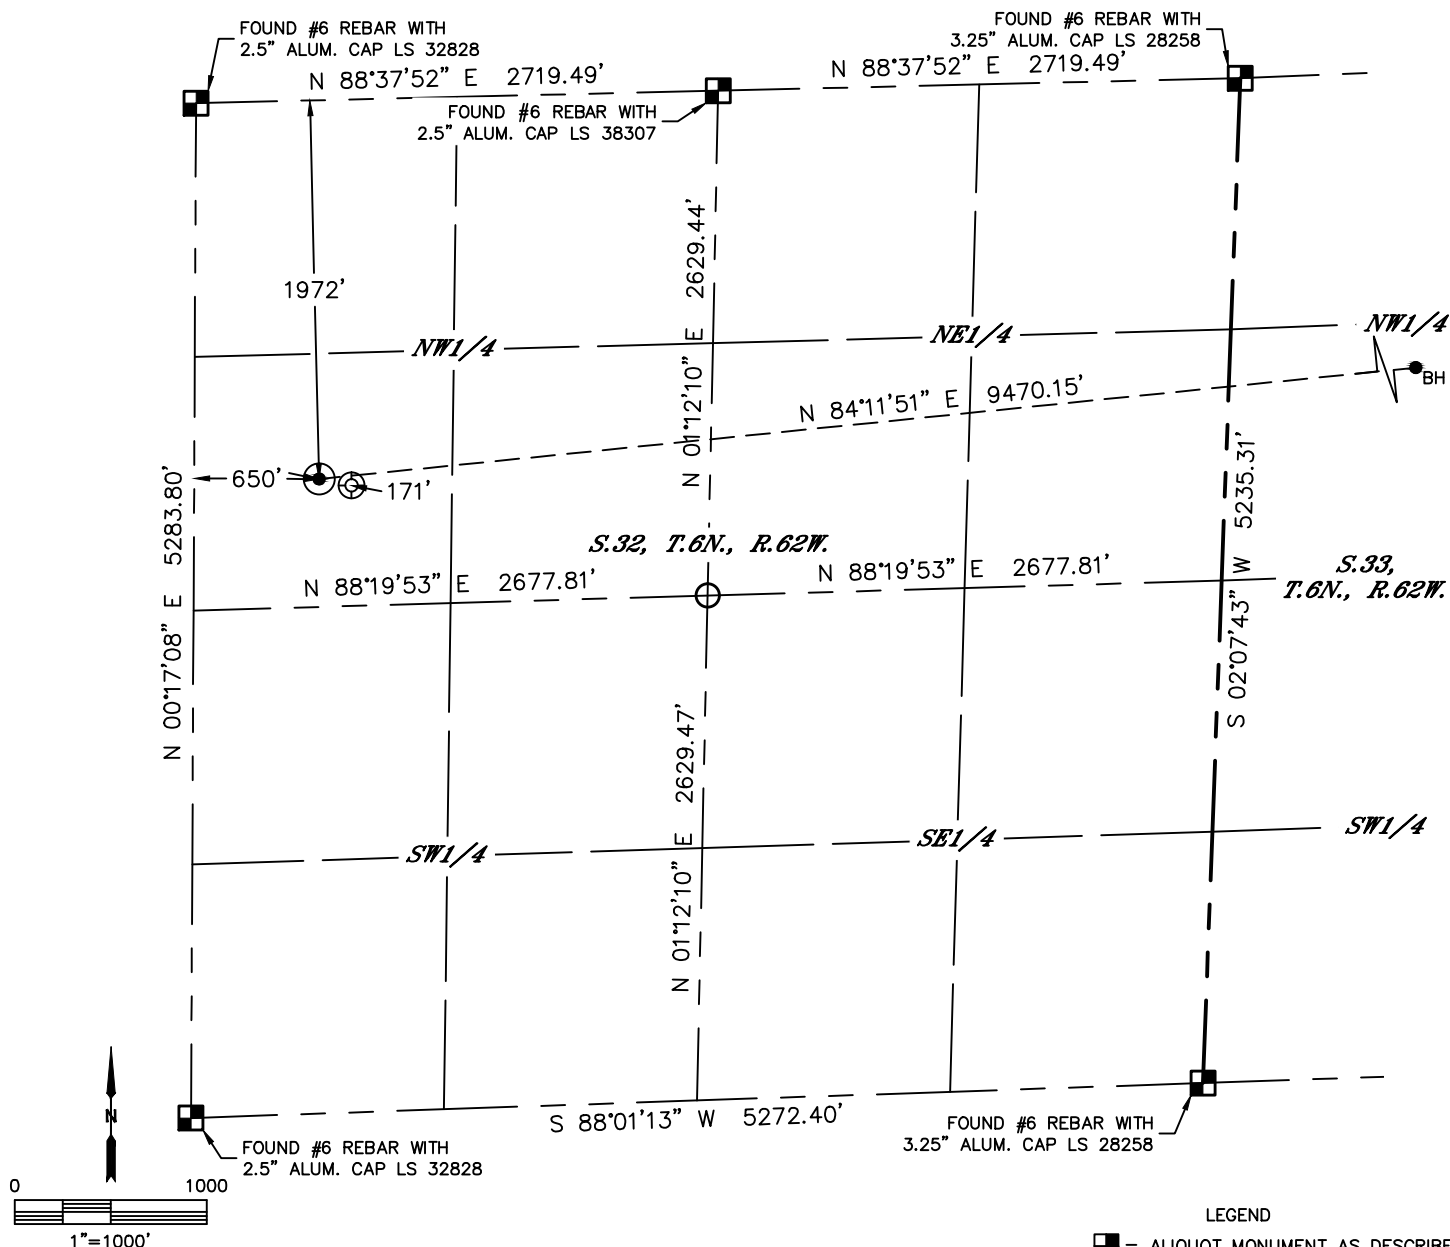 FOUND #6 REBAR WITH
2.5" ALUM. CAP LS 32828
FOUND #6 REBAR WITH
3.25" ALUM. CAP LS 28258
N 88°37'52" E 2719.49'
N 88°37'52" E 2719.49'
FOUND #6 REBAR WITH
2.5" ALUM. CAP LS 38307
1972'
N 01°12'10" E 2629.44'
NW1/4
NE1/4
NW1/4
BH
N 84°11'51" E 9470.15'
650'
171'
N 00°17'08" E 5283.80'
S 02°07'43" W 5235.31'
S.32, T.6N., R.62W.
N 88°19'53" E 2677.81'
N 88°19'53" E 2677.81'
S.33,
T.6N., R.62W.
N 01°12'10" E 2629.47'
SW1/4
SE1/4
SW1/4
S 88°01'13" W 5272.40'
FOUND #6 REBAR WITH
3.25" ALUM. CAP LS 28258
FOUND #6 REBAR WITH
2.5" ALUM. CAP LS 32828
N
0 1000
1"=1000'
LEGEND
= ALIQUOT MONUMENT AS DESCRIBE